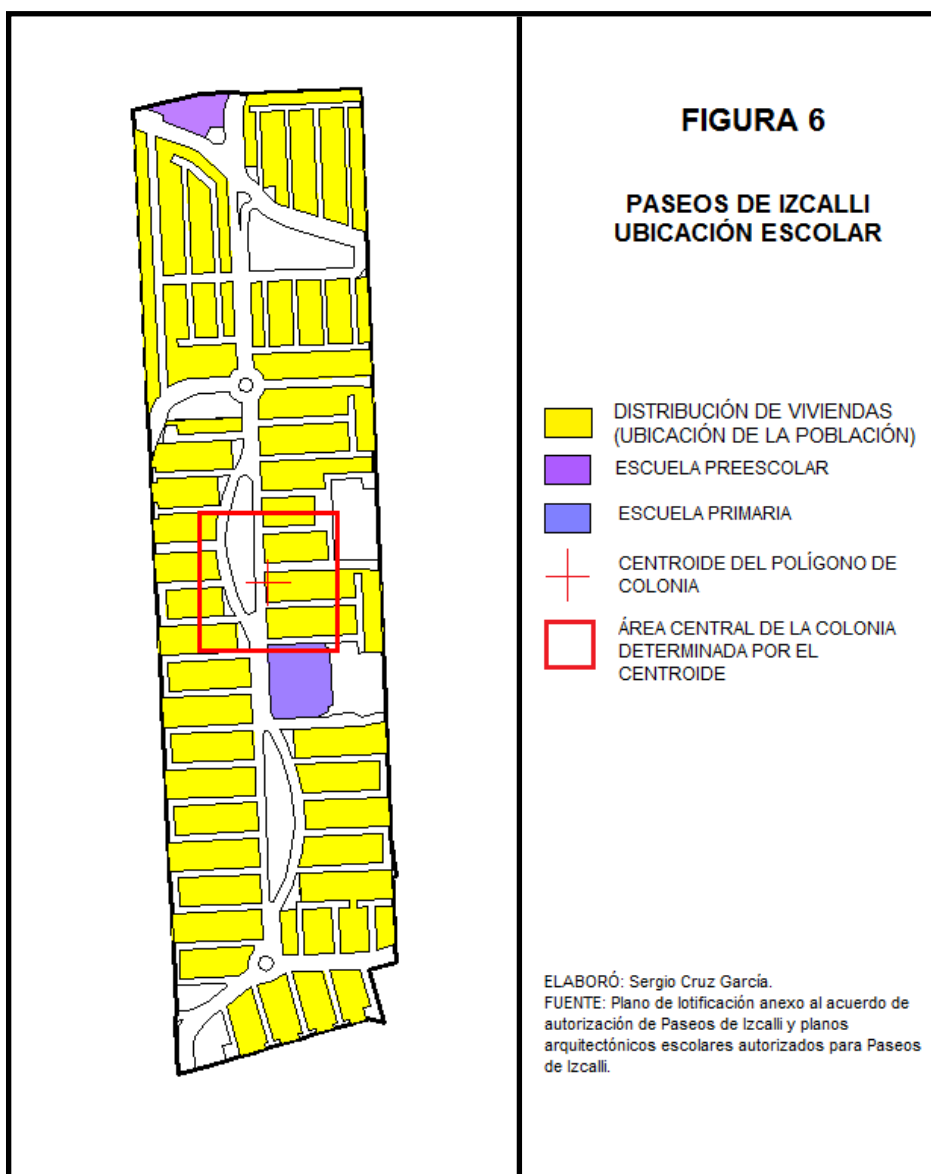 FIGURA 6
PASEOS DE IZCALLI
UBICACIÓN ESCOLAR
DISTRIBUCIÓN DE VIVIENDAS
(UBICACIÓN DE LA POBLACIÓN)
ESCUELA PREESCOLAR
ESCUELA PRIMARIA
CENTROIDE DEL POLÍGONO DE
COLONIA
ÁREA CENTRAL DE LA COLONIA
DETERMINADA POR EL
CENTROIDE
ELABORÓ: Sergio Cruz García.
FUENTE: Plano de lotificación anexo al acuerdo de
autorización de Paseos de Izcalli y planos
arquitectónicos escolares autorizados para Paseos
de Izcalli.